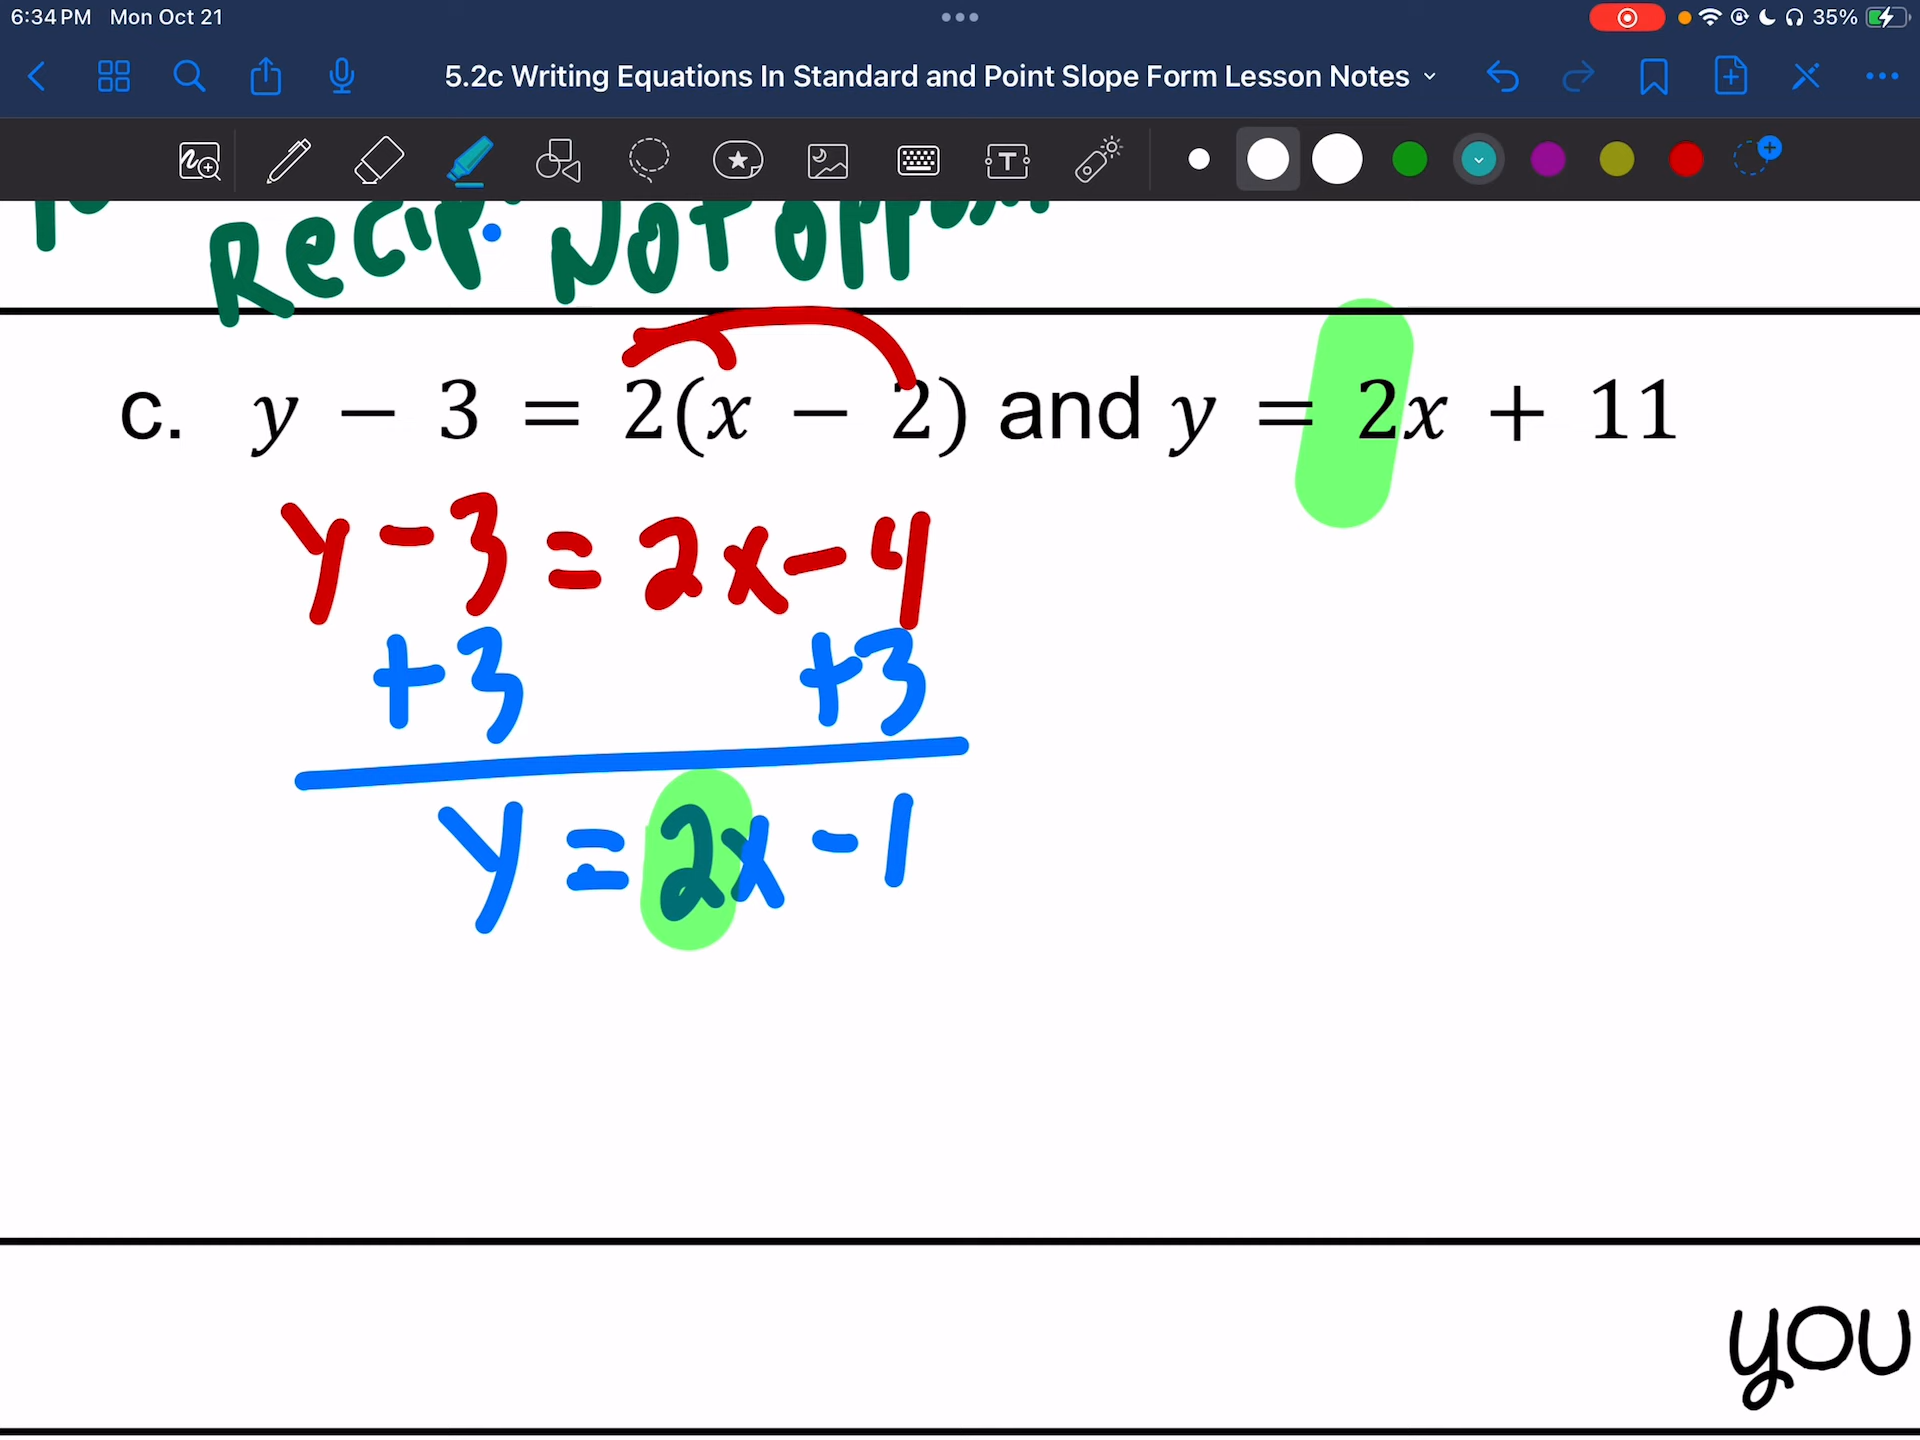 6:34 PM Mon Oct 21
35%
5.2c Writing Equations In Standard and Point Slope Form Lesson Notes
Recip. Not
c. y − 3 = 2(x − 2) and y = 2x + 11
y - 3 = 2x - 4
+3 +3
y = 2x - 1
you